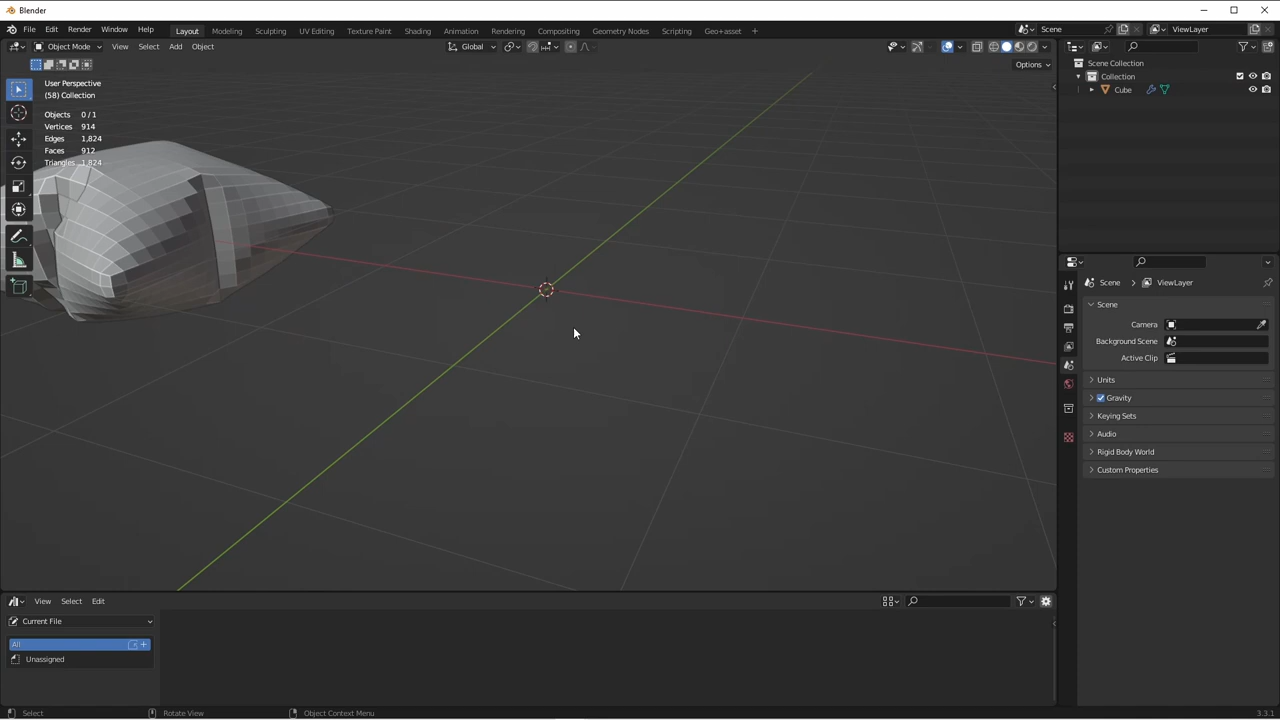 Blender
File Edit Render Window Help Layout Modeling Sculpting UV Editing Texture Paint Shading Animation Rendering Compositing Geometry Nodes Scripting Geo+asset + Scene ViewLayer
Object Mode View Select Add Object Global
Options
User Perspective
(58) Collection
Objects 0/1
Vertices 914
Edges 1,824
Faces 912
Triangles 1,824
Scene Collection
Collection
Cube
Scene > ViewLayer
Scene
Camera
Background Scene
Active Clip
Units
Gravity
Keying Sets
Audio
Rigid Body World
Custom Properties
View Select Edit
Current File
All +
Unassigned
Select Rotate View Object Context Menu 3.3.1